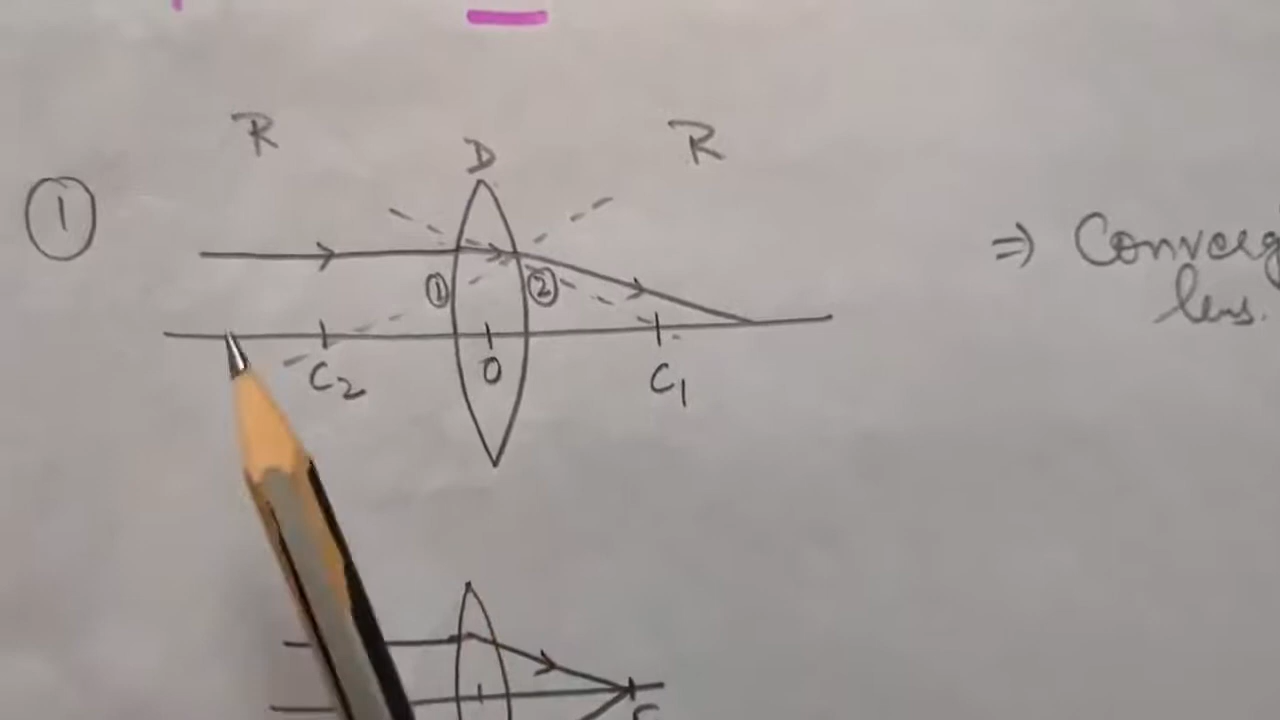 R D R
①
⇒ Converg
lens.
① ②
C₂ O C₁